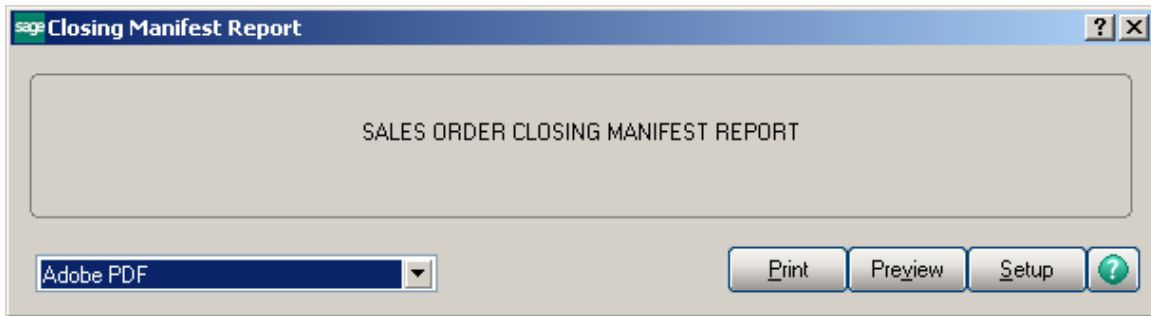 sage Closing Manifest Report ? X
SALES ORDER CLOSING MANIFEST REPORT
Adobe PDF Print Preview Setup ?